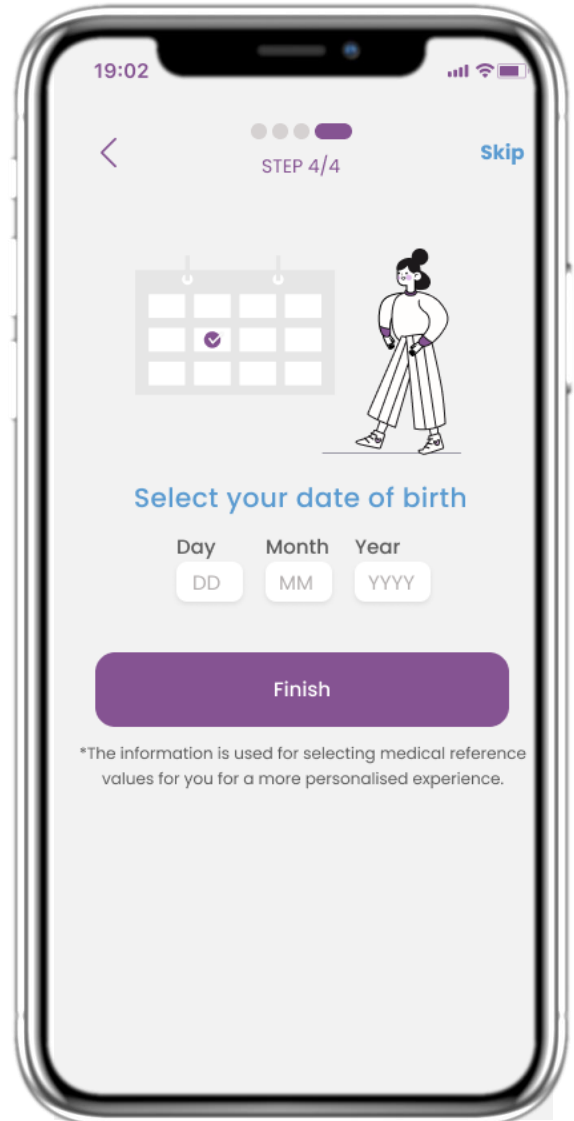 19:02
Skip
STEP 4/4
Select your date of birth
Day Month Year
DD MM YYYY
Finish
*The information is used for selecting medical reference
values for you for a more personalised experience.